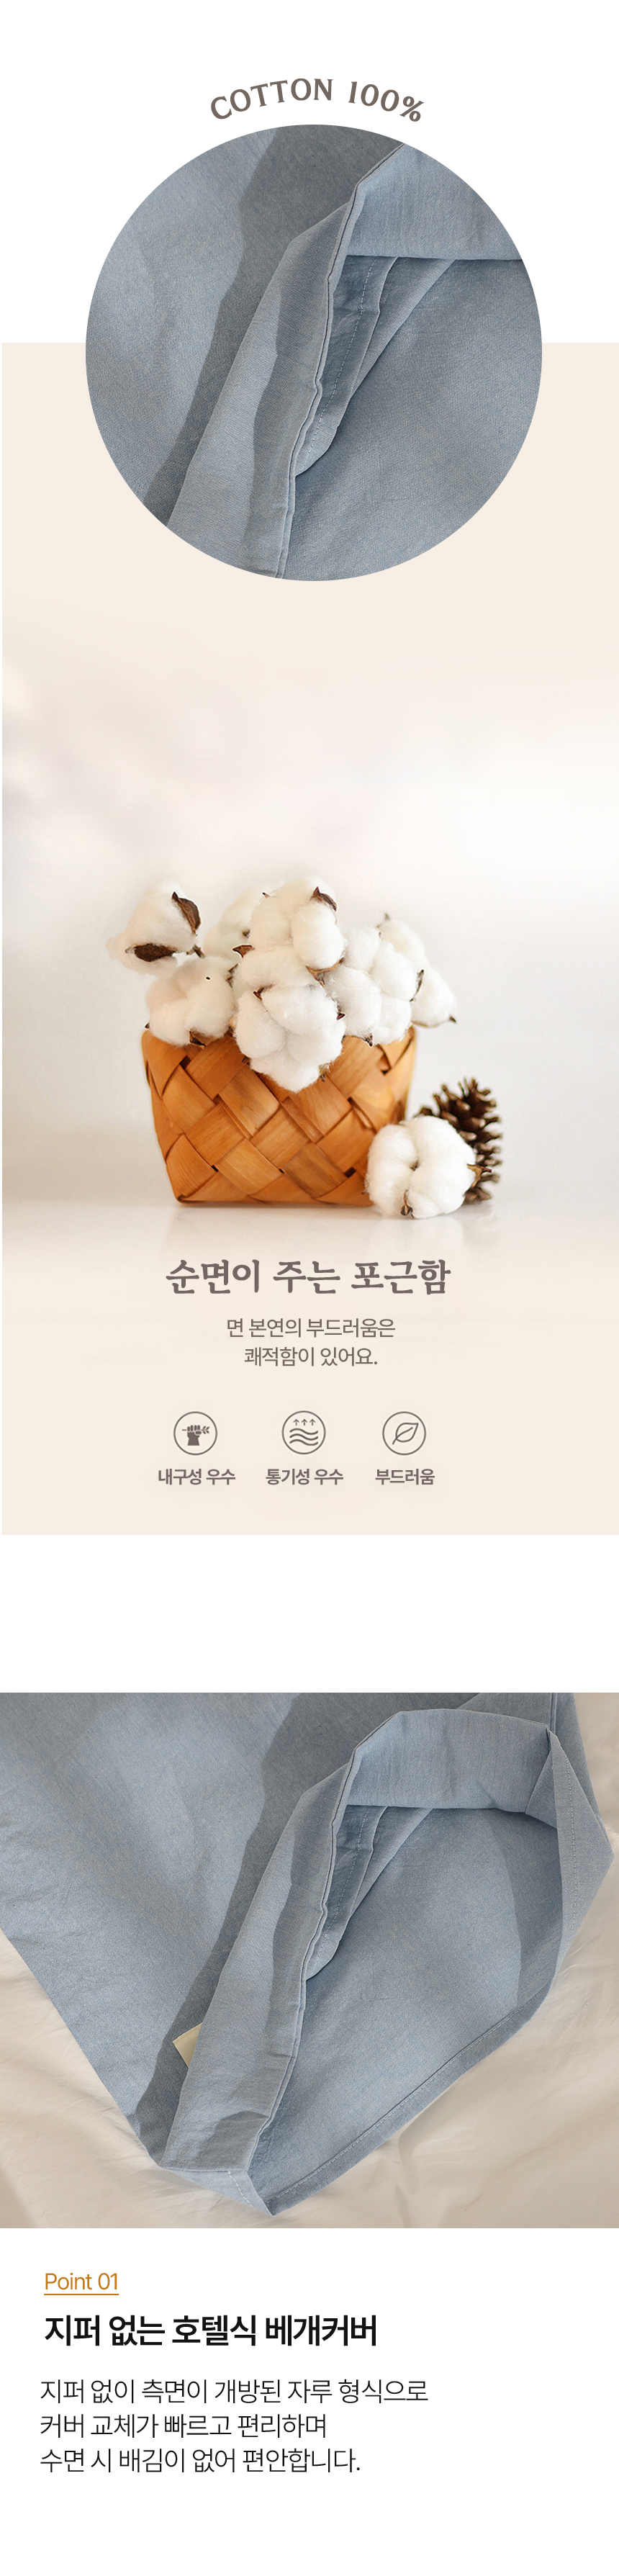 COTTON 100%
순면이 주는 포근함
면 본연의 부드러움은
쾌적함이 있어요.
내구성 우수
통기성 우수
부드러움
Point 01
지퍼 없는 호텔식 베개커버
지퍼 없이 측면이 개방된 자루 형식으로
커버 교체가 빠르고 편리하며
수면 시 배김이 없어 편안합니다.